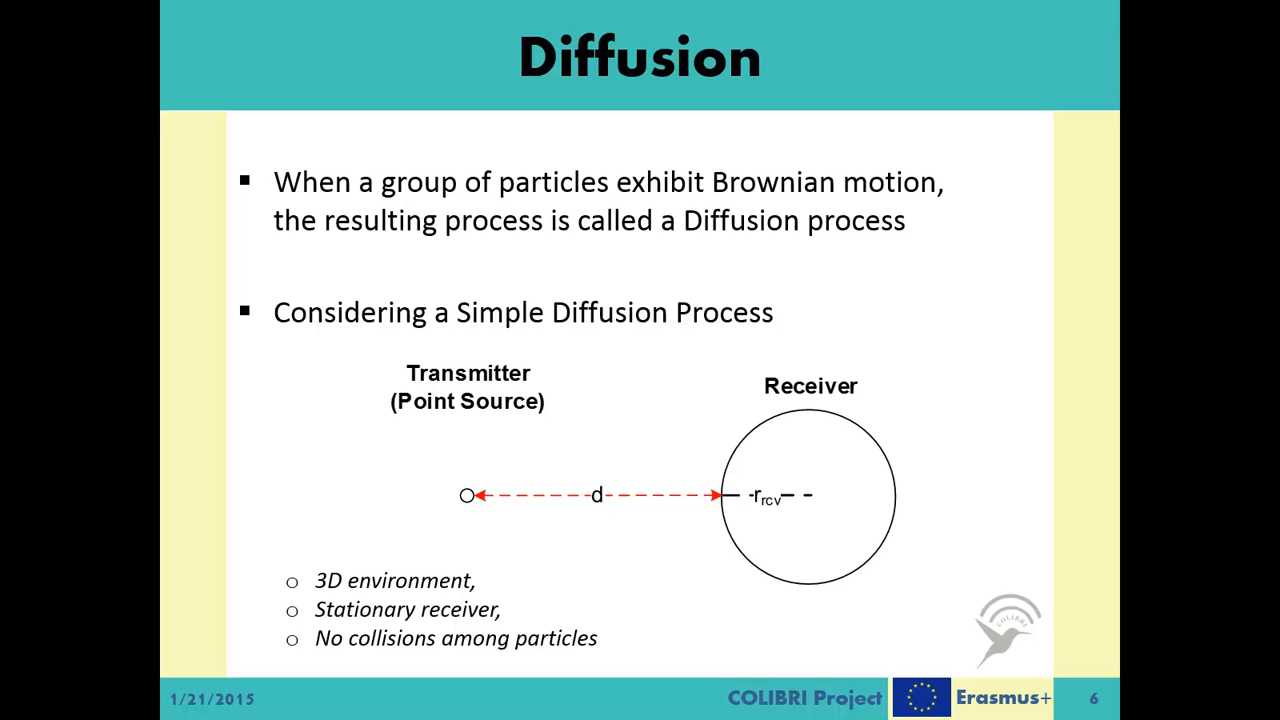 Diffusion
▪ When a group of particles exhibit Brownian motion,
the resulting process is called a Diffusion process
▪ Considering a Simple Diffusion Process
Transmitter
(Point Source)
Receiver
d
r_rcv
o 3D environment,
o Stationary receiver,
o No collisions among particles
COLIBRI
1/21/2015
COLIBRI Project
Erasmus+
6